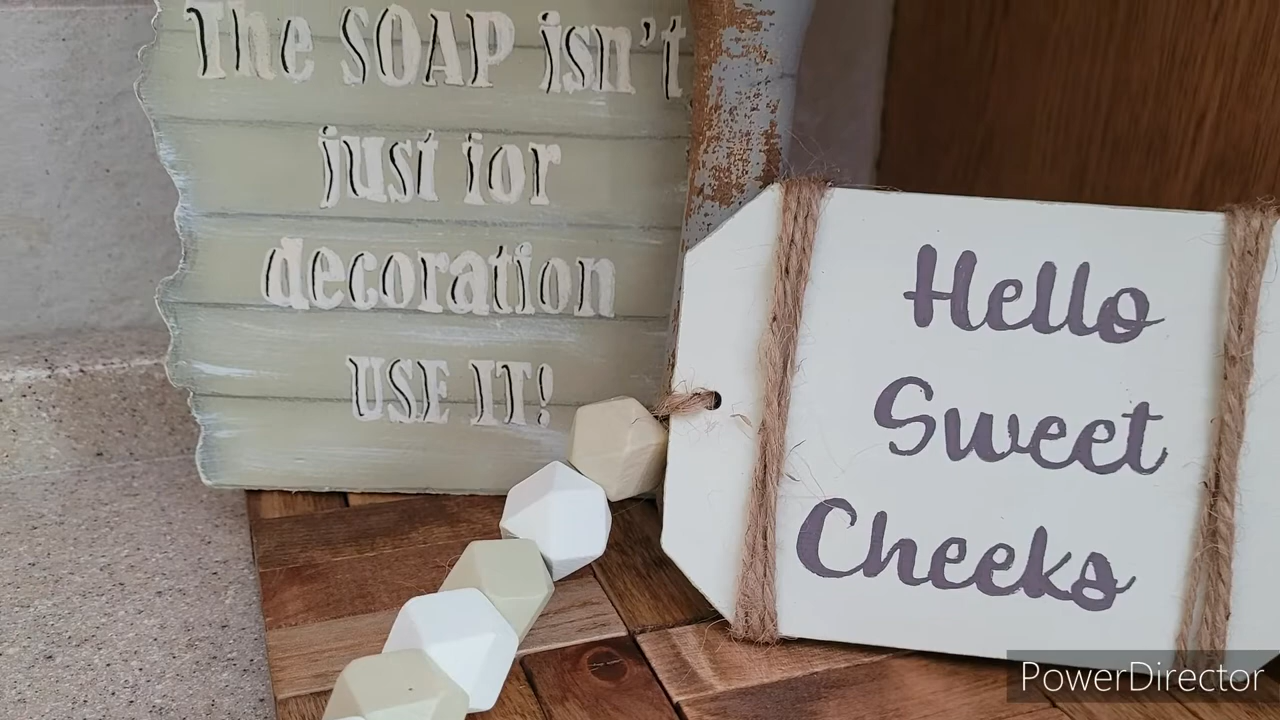 The SOAP isn't
just for
decoration
USE IT!
Hello
Sweet
Cheeks
PowerDirector